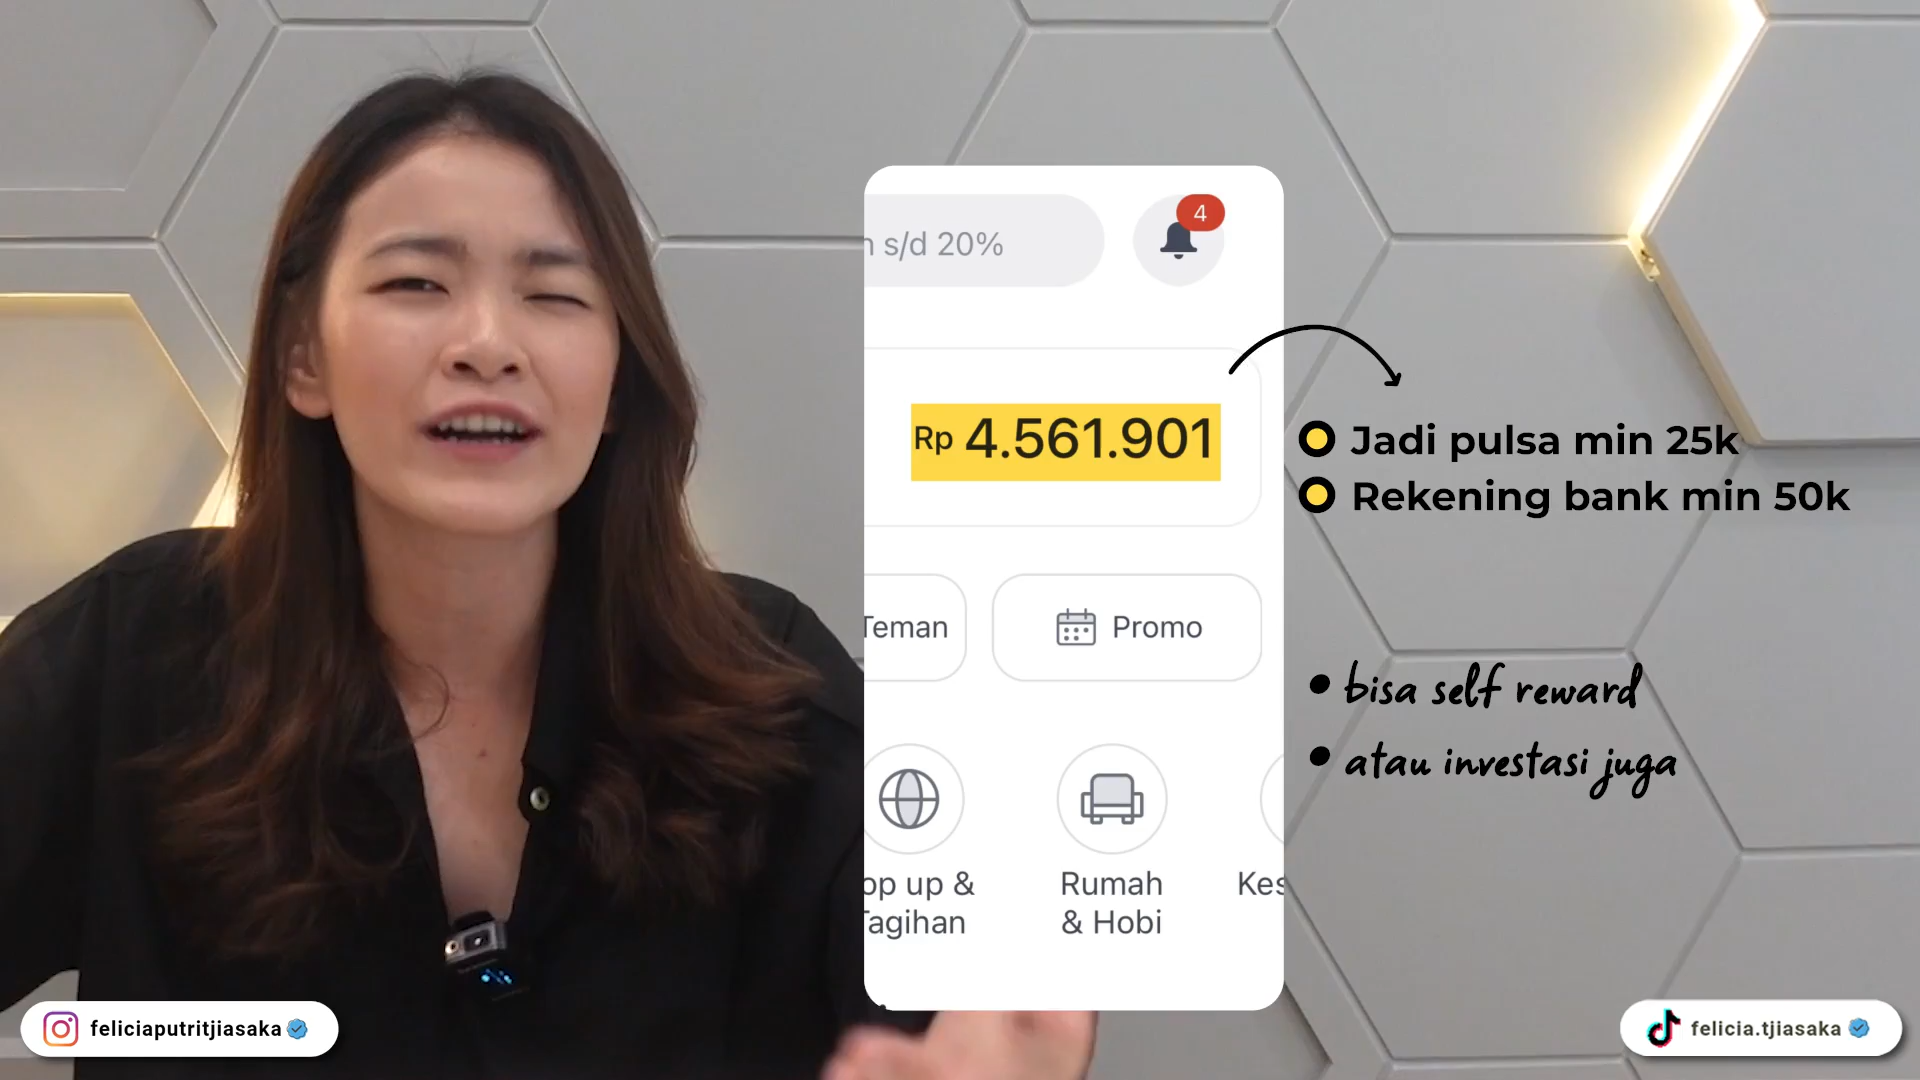 n s/d 20%
4
Rp 4.561.901
Jadi pulsa min 25k
Rekening bank min 50k
Teman
Promo
bisa self reward
atau investasi juga
op up &
Tagihan
Rumah
& Hobi
Kes
feliciaputritjiasaka
felicia.tjiasaka